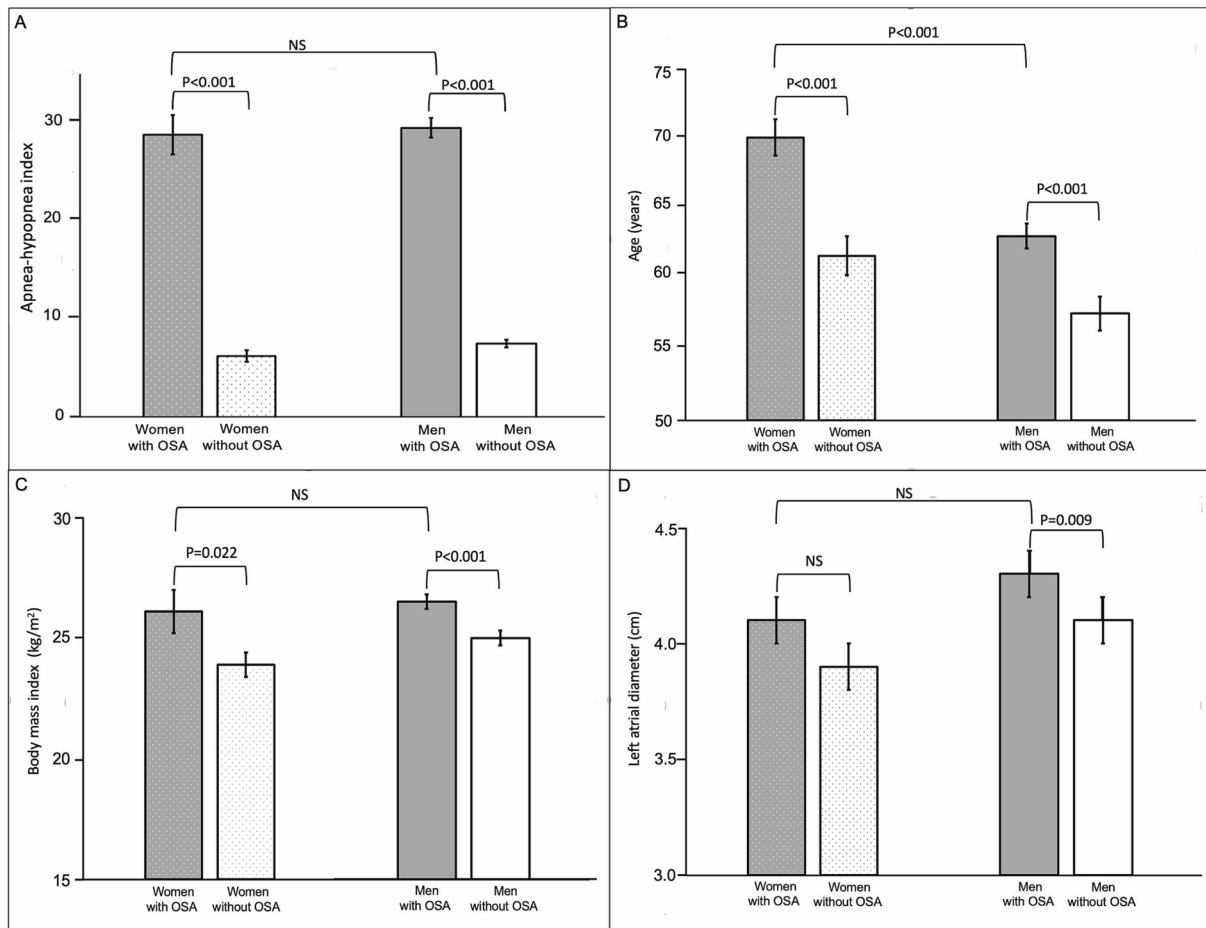 A
NS
P<0.001
P<0.001
Apnea-hypopnea index
30
20
10
0
Women with OSA
Women without OSA
Men with OSA
Men without OSA
B
P<0.001
P<0.001
P<0.001
Age (years)
75
70
65
60
55
50
Women with OSA
Women without OSA
Men with OSA
Men without OSA
C
NS
P=0.022
P<0.001
Body mass index (kg/m²)
30
25
20
15
Women with OSA
Women without OSA
Men with OSA
Men without OSA
D
NS
NS
P=0.009
Left atrial diameter (cm)
4.5
4.0
3.5
3.0
Women with OSA
Women without OSA
Men with OSA
Men without OSA